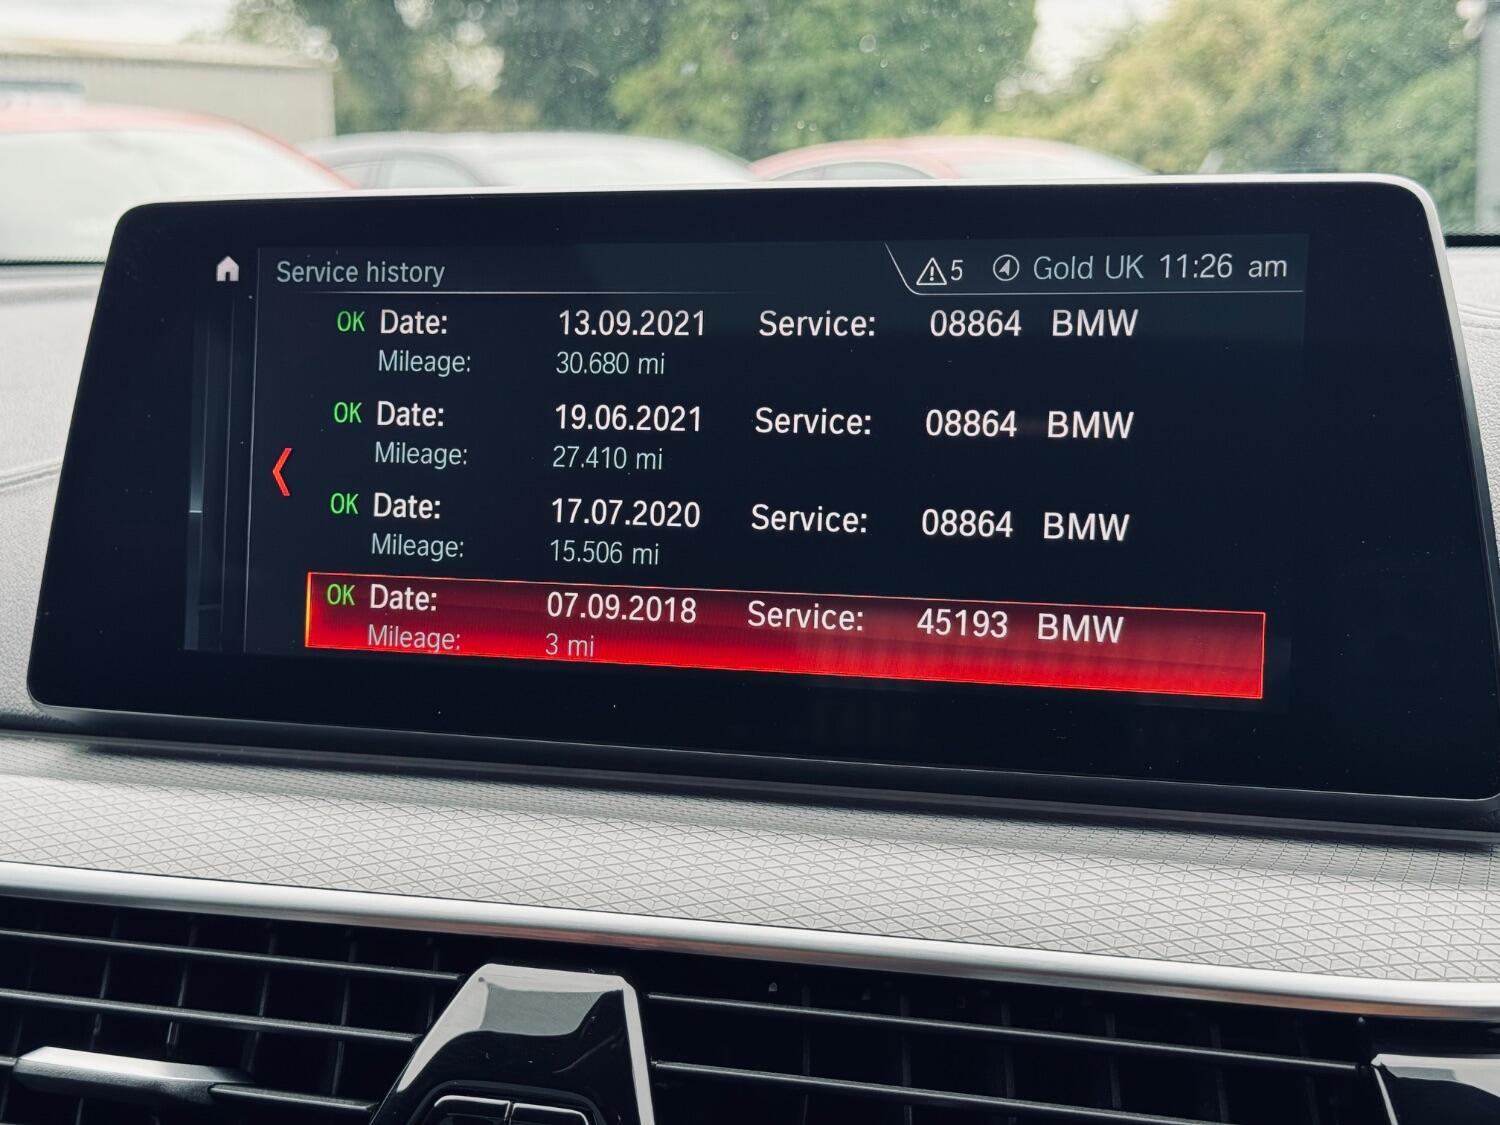 Service history 5 Gold UK 11:26 am
OK Date: 13.09.2021 Service: 08864 BMW
Mileage: 30.680 mi
OK Date: 19.06.2021 Service: 08864 BMW
Mileage: 27.410 mi
OK Date: 17.07.2020 Service: 08864 BMW
Mileage: 15.506 mi
OK Date: 07.09.2018 Service: 45193 BMW
Mileage: 3 mi